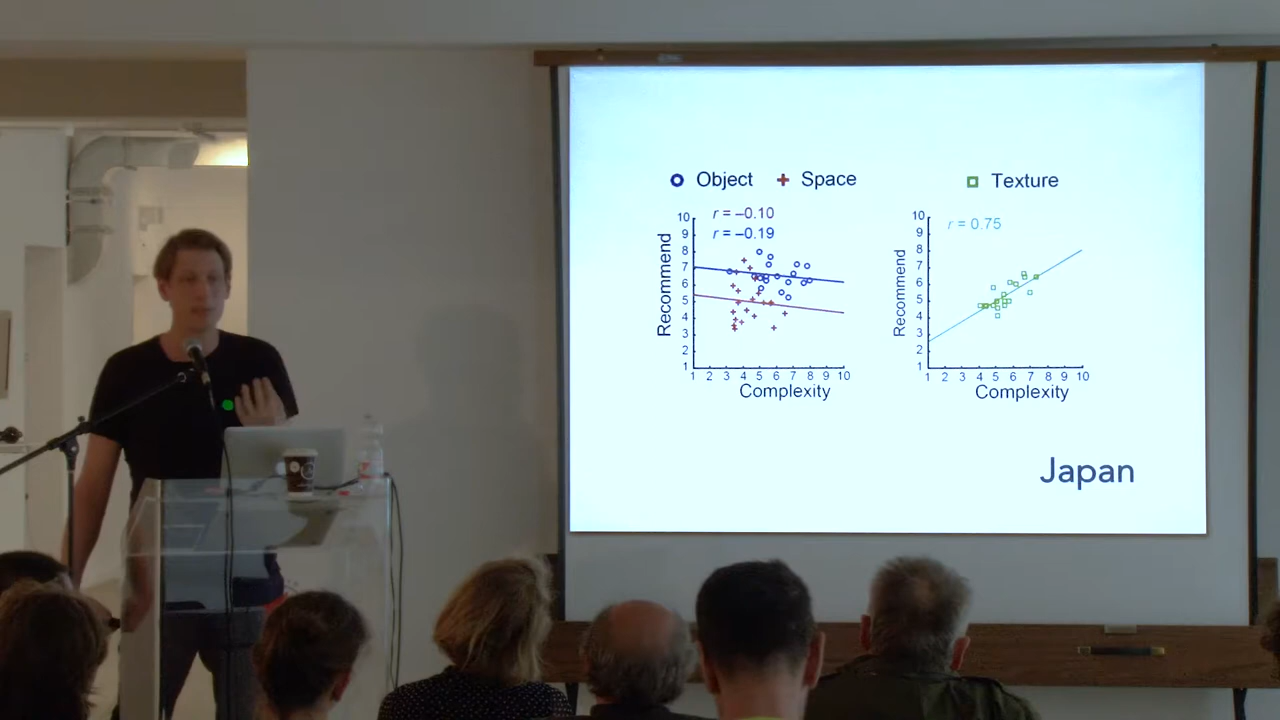 Object Space
Texture
r = –0.10
r = –0.19
Recommend
10
9
8
7
6
5
4
3
2
1
1 2 3 4 5 6 7 8 9 10
Complexity
r = 0.75
Recommend
10
9
8
7
6
5
4
3
2
1
1 2 3 4 5 6 7 8 9 10
Complexity
Japan